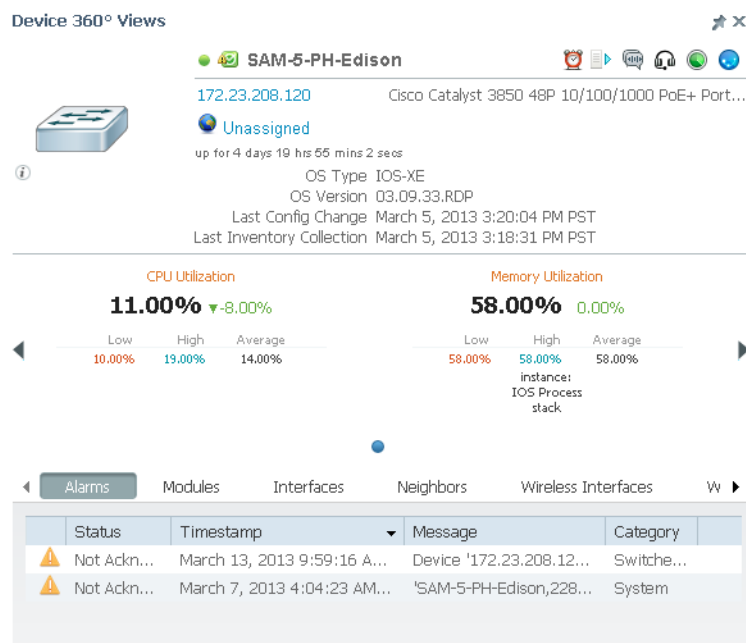 Device 360° Views
SAM-5-PH-Edison
172.23.208.120 Cisco Catalyst 3850 48P 10/100/1000 PoE+ Port...
Unassigned
up for 4 days 19 hrs 55 mins 2 secs
OS Type IOS-XE
OS Version 03.09.33.RDP
Last Config Change March 5, 2013 3:20:04 PM PST
Last Inventory Collection March 5, 2013 3:18:31 PM PST
CPU Utilization Memory Utilization
11.00% ▼-8.00% 58.00% 0.00%
Low High Average Low High Average
10.00% 19.00% 14.00% 58.00% 58.00% 58.00%
instance:
IOS Process
stack
Alarms Modules Interfaces Neighbors Wireless Interfaces W
Status Timestamp Message Category
Not Ackn... March 13, 2013 9:59:16 A... Device '172.23.208.12... Switche...
Not Ackn... March 7, 2013 4:04:23 AM... 'SAM-5-PH-Edison,228... System